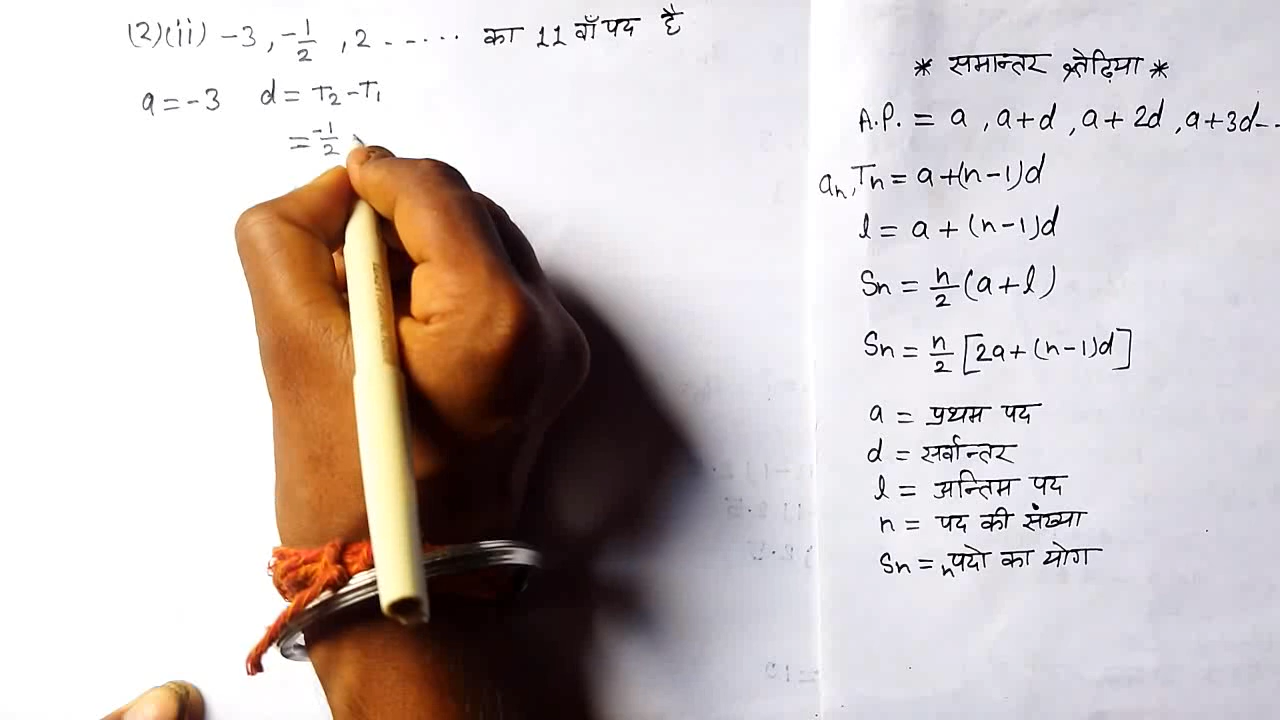 (2)(ii) -3, -1/2, 2 ------ का 11 वाँ पद है
a = -3 d = T₂-T₁
= -1/2
* समान्तर श्रेढ़िया *
A.P. = a, a+d, a+2d, a+3d--
aₙ, Tₙ = a+(n-1)d
l = a + (n-1)d
Sn = n/2 (a+l)
Sn = n/2 [2a+(n-1)d]
a = प्रथम पद
d = सर्वान्तर
l = अन्तिम पद
n = पद की संख्या
Sn = n पदो का योग